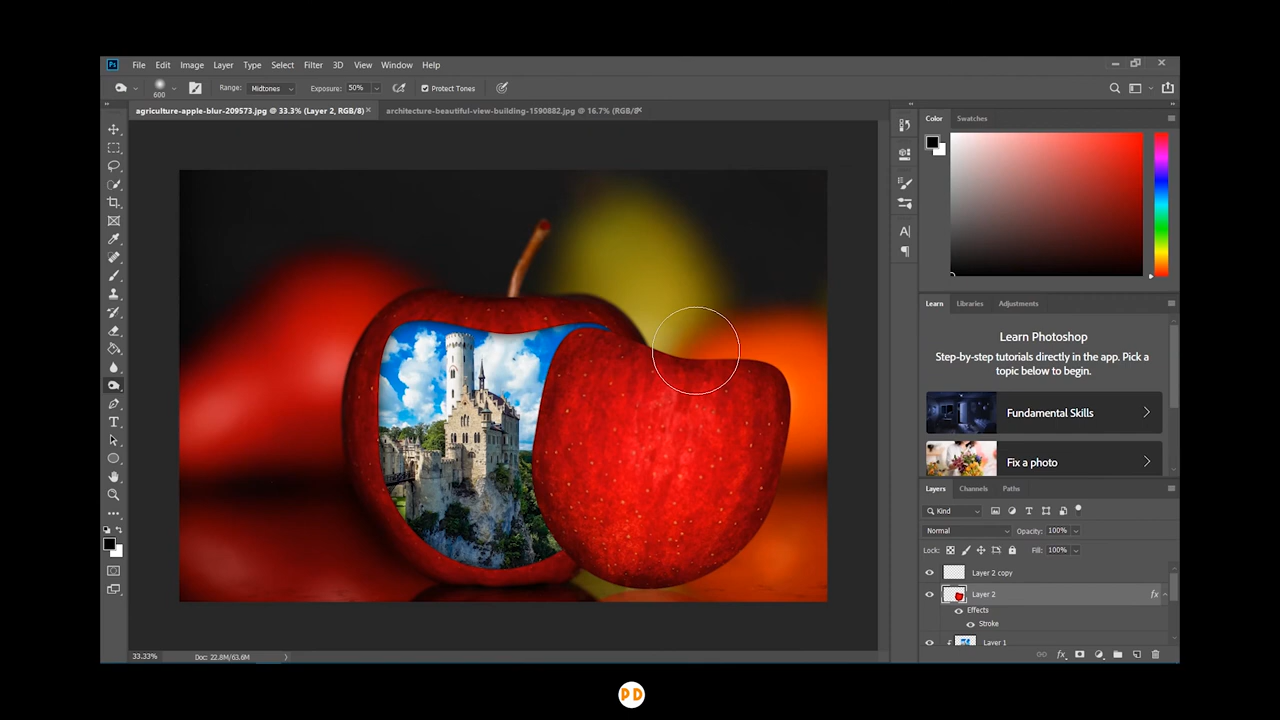 Ps File Edit Image Layer Type Select Filter 3D View Window Help
600 Range: Midtones Exposure: 50% Protect Tones
agriculture-apple-blur-209573.jpg @ 33.3% (Layer 2, RGB/8) architecture-beautiful-view-building-1590882.jpg @ 16.7% (RGB/8
Color Swatches
Learn Libraries Adjustments
Learn Photoshop
Step-by-step tutorials directly in the app. Pick a
topic below to begin.
Fundamental Skills
Fix a photo
Layers Channels Paths
Kind
Normal Opacity: 100%
Lock: Fill: 100%
Layer 2 copy
Layer 2 fx
Effects
Stroke
Layer 1
33.33% Doc: 22.8M/63.6M
PD